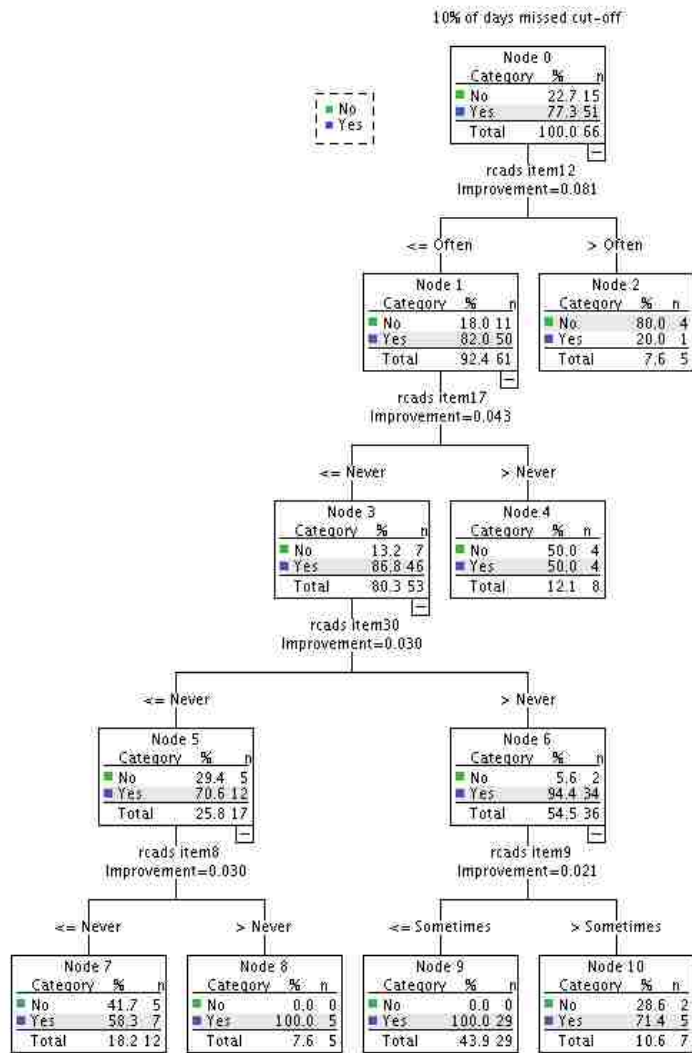 10% of days missed cut-off
Node 0
Category % n
No 22.7 15
Yes 77.3 51
Total 100.0 66
No
Yes
rcads item12
Improvement=0.081
<= Often
> Often
Node 1
Category % n
No 18.0 11
Yes 82.0 50
Total 92.4 61
Node 2
Category % n
No 80.0 4
Yes 20.0 1
Total 7.6 5
rcads item17
Improvement=0.043
<= Never
> Never
Node 3
Category % n
No 13.2 7
Yes 86.8 46
Total 80.3 53
Node 4
Category % n
No 50.0 4
Yes 50.0 4
Total 12.1 8
rcads item30
Improvement=0.030
<= Never
> Never
Node 5
Category % n
No 29.4 5
Yes 70.6 12
Total 25.8 17
Node 6
Category % n
No 5.6 2
Yes 94.4 34
Total 54.5 36
rcads item8
Improvement=0.030
rcads item9
Improvement=0.021
<= Never
> Never
<= Sometimes
> Sometimes
Node 7
Category % n
No 41.7 5
Yes 58.3 7
Total 18.2 12
Node 8
Category % n
No 0.0 0
Yes 100.0 5
Total 7.6 5
Node 9
Category % n
No 0.0 0
Yes 100.0 29
Total 43.9 29
Node 10
Category % n
No 28.6 2
Yes 71.4 5
Total 10.6 7